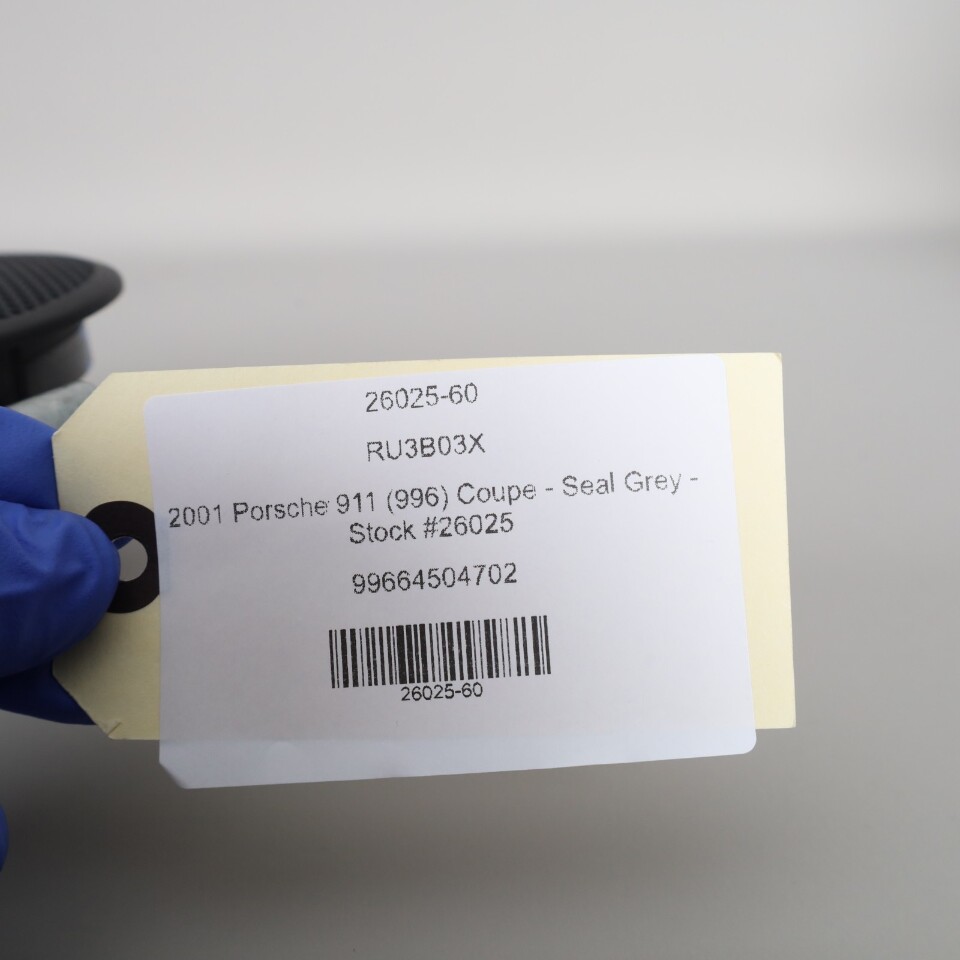 26025-60
RU3B03X
2001 Porsche 911 (996) Coupe - Seal Grey -
Stock #26025
99664504702
26025-60